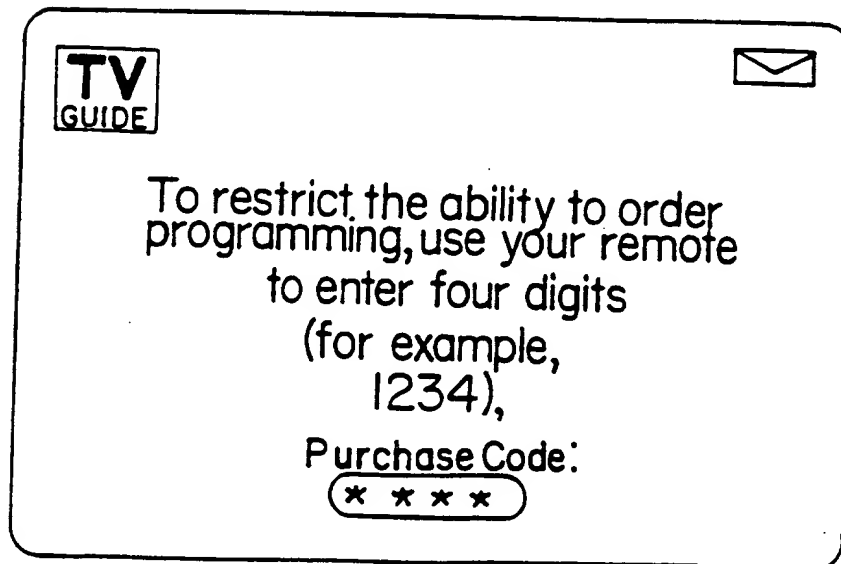 TV
GUIDE
To restrict the ability to order
programming, use your remote
to enter four digits
(for example,
1234),
Purchase Code:
* * * *